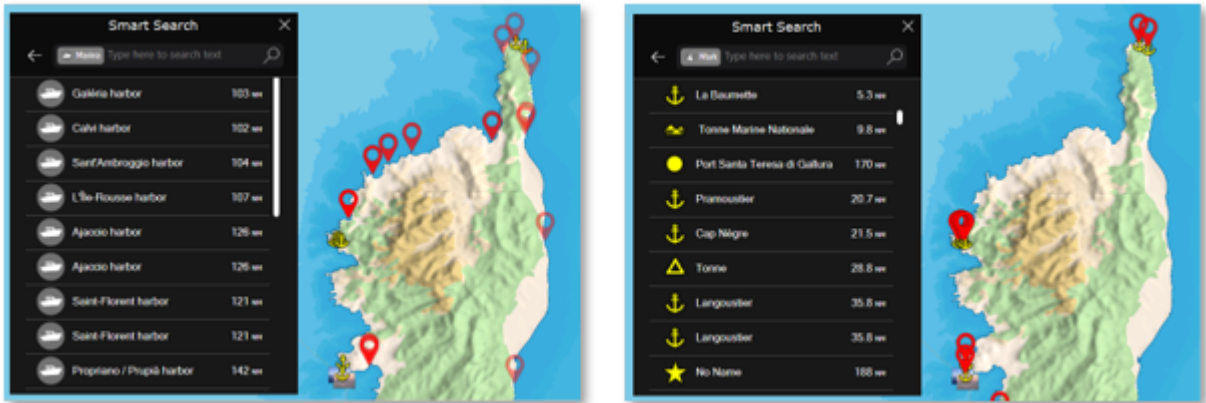 Smart Search
Marina Type here to search text
Galéria harbor 103 NM
Calvi harbor 102 NM
Sant'Ambroggio harbor 104 NM
L'Île-Rousse harbor 107 NM
Ajaccio harbor 126 NM
Ajaccio harbor 126 NM
Saint-Florent harbor 121 NM
Saint-Florent harbor 121 NM
Propriano / Prupià harbor 142 NM
Smart Search
Mark Type here to search text
La Baumette 5.3 NM
Tonne Marine Nationale 9.8 NM
Port Santa Teresa di Gallura 170 NM
Pramoustier 20.7 NM
Cap Nègre 21.5 NM
Tonne 28.8 NM
Langoustier 35.8 NM
Langoustier 35.8 NM
No Name 188 NM